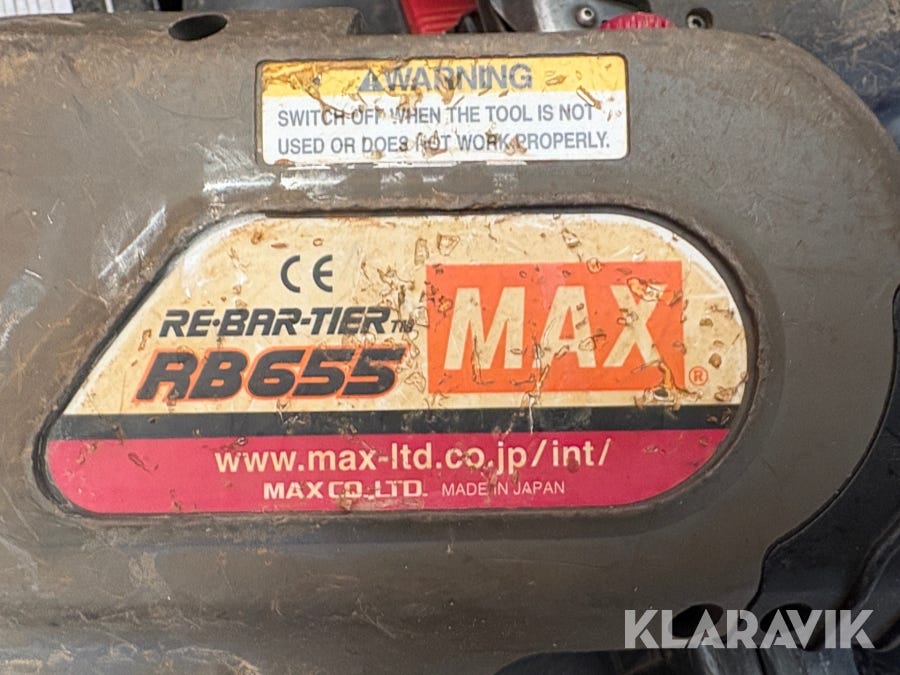 WARNING
SWITCH OFF WHEN THE TOOL IS NOT
USED OR DOES NOT WORK PROPERLY.
CE
RE·BAR-TIER™
RB655
MAX®
www.max-ltd.co.jp/int/
MAX CO.,LTD. MADE IN JAPAN
KLARAVIK